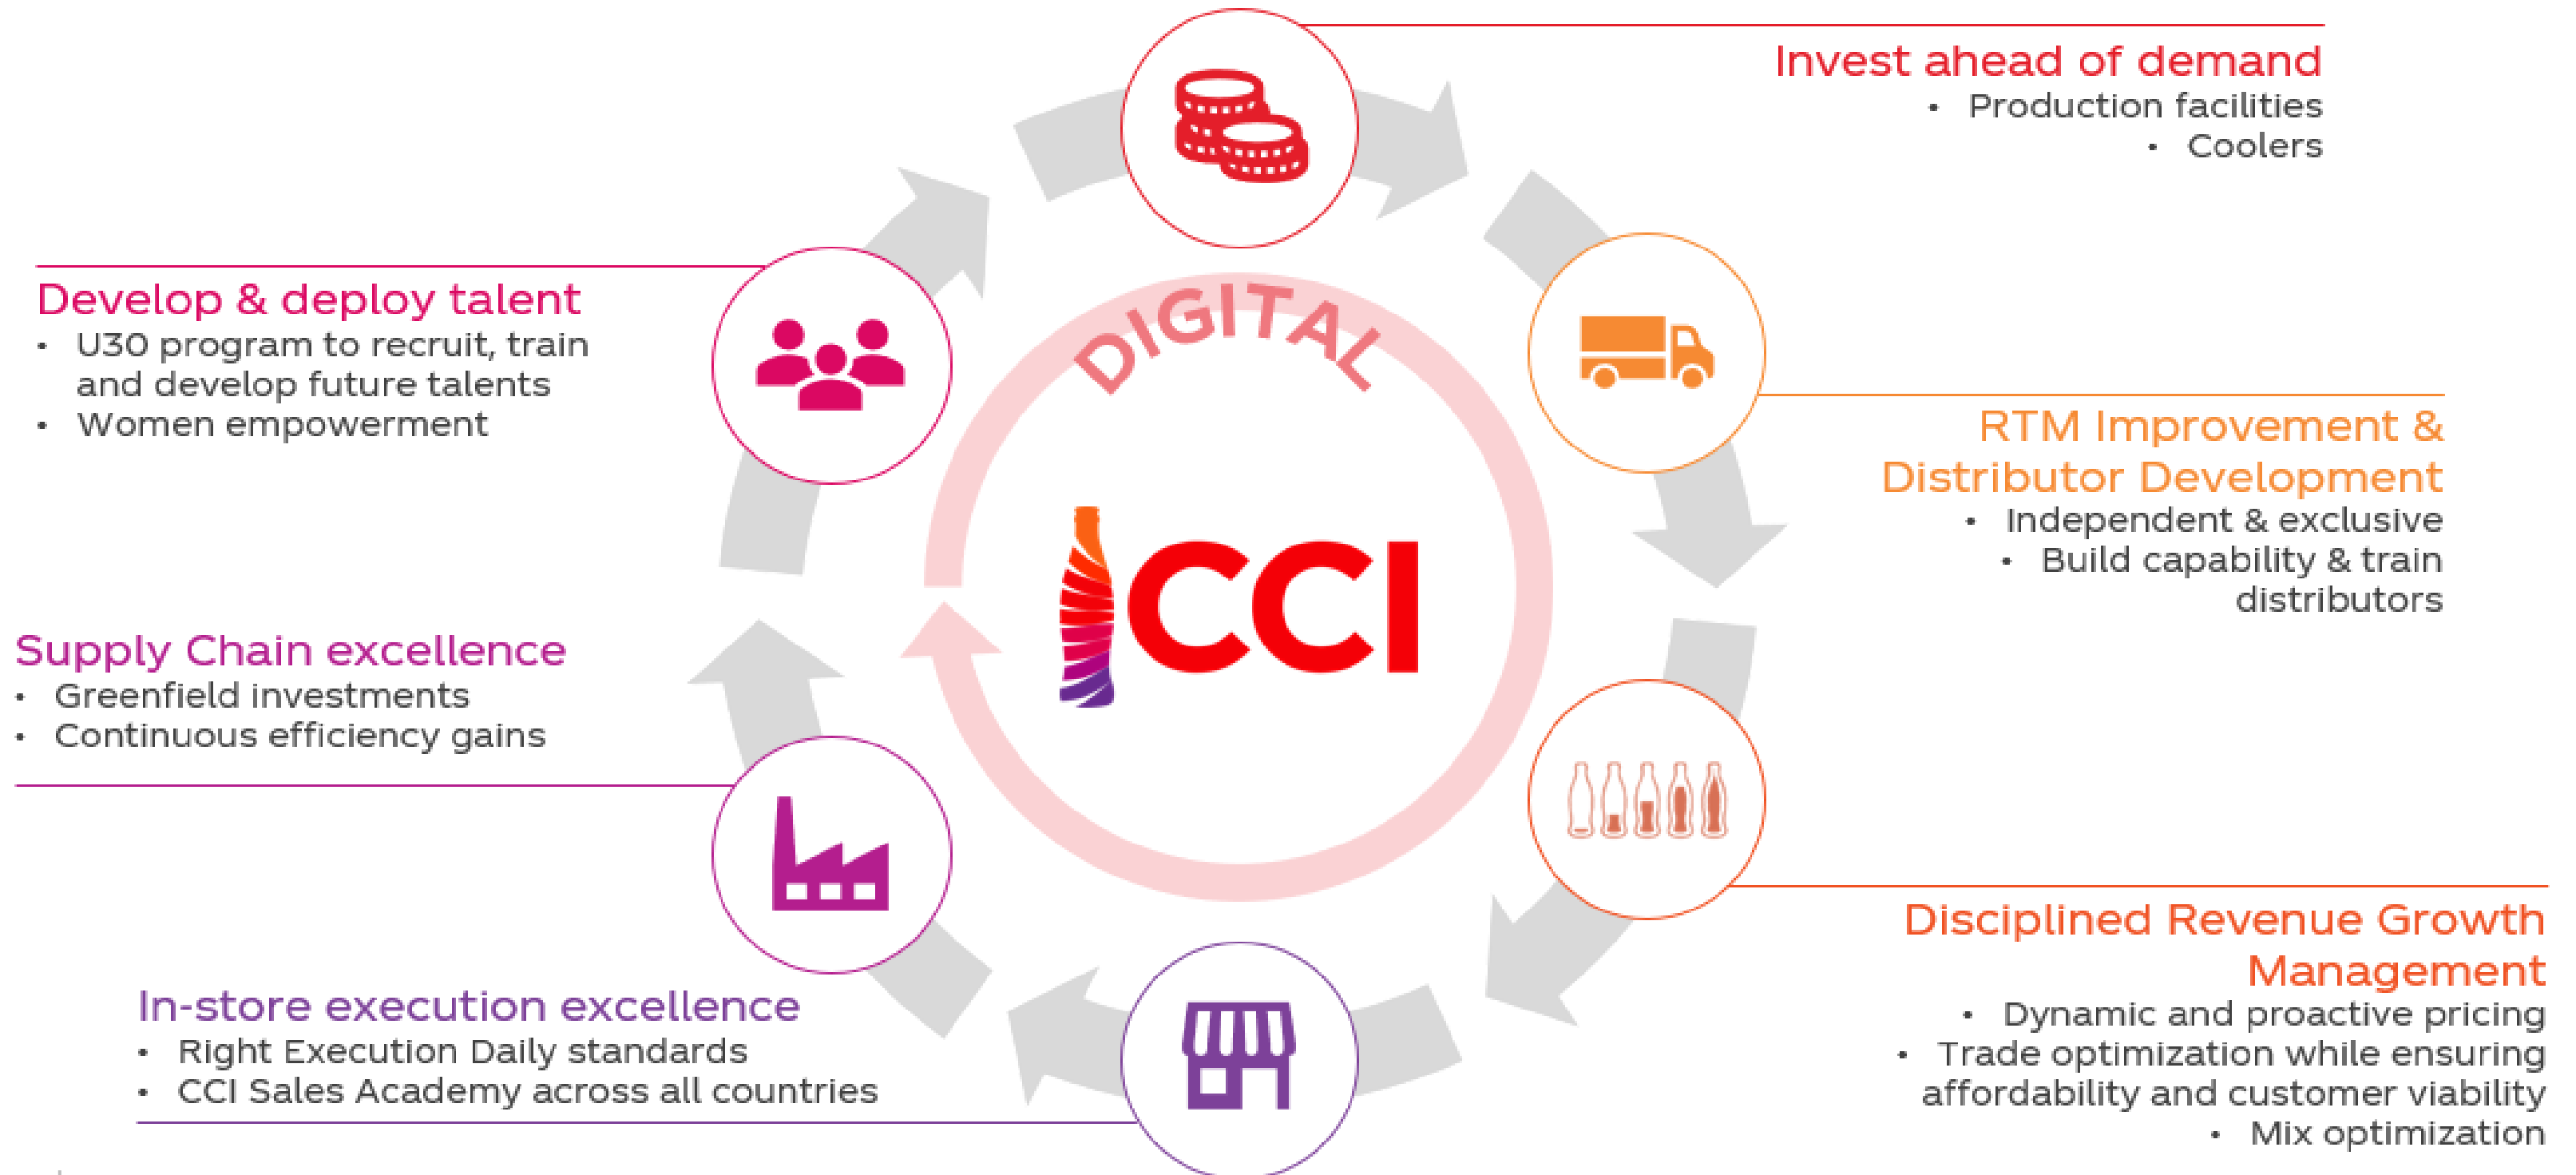 Invest ahead of demand
• Production facilities
• Coolers
RTM Improvement &
Distributor Development
• Independent & exclusive
• Build capability & train
distributors
Disciplined Revenue Growth
Management
• Dynamic and proactive pricing
• Trade optimization while ensuring
affordability and customer viability
• Mix optimization
In-store execution excellence
• Right Execution Daily standards
• CCI Sales Academy across all countries
Supply Chain excellence
• Greenfield investments
• Continuous efficiency gains
Develop & deploy talent
• U30 program to recruit, train
and develop future talents
• Women empowerment
DIGITAL
CCI